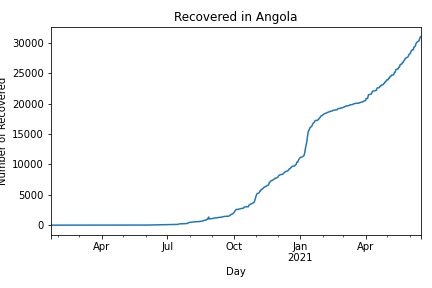 Recovered in Angola
Number of Recovered
30000
25000
20000
15000
10000
5000
0
Apr
Jul
Oct
Jan
2021
Apr
Day